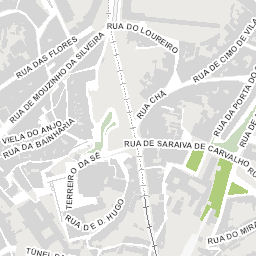 RUA DO LOUREIRO
RUA DAS FLORES
RUA DE MOUZINHO DA SILVEIRA
RUA DE CIMO DE VILA
RUA CHÃ
RUA DA PORTA DO
VIELA DO ANJO
RUA DA BAINHARIA
RUA DE SARAIVA DE CARVALHO
TERREIRO DA SÉ
RUA DE D. HUGO
RUA DO MIRA